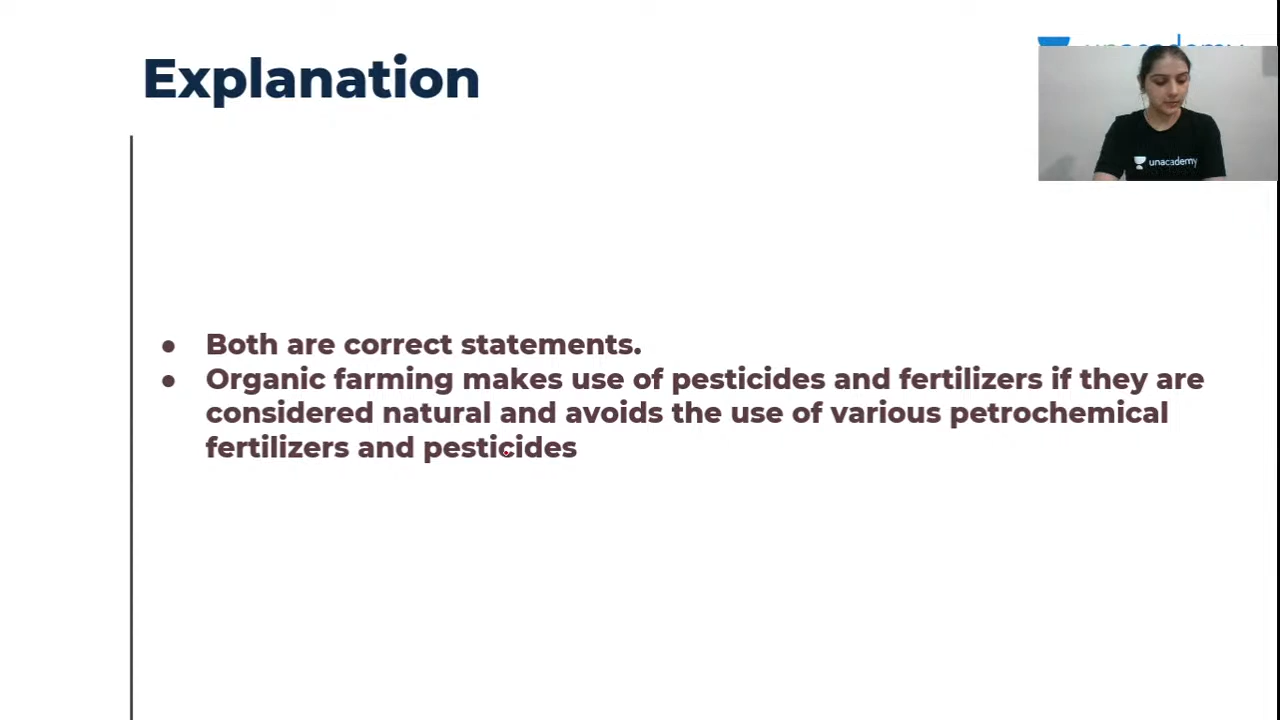 Explanation
unacademy
unacademy
● Both are correct statements.
● Organic farming makes use of pesticides and fertilizers if they are
considered natural and avoids the use of various petrochemical
fertilizers and pesticides